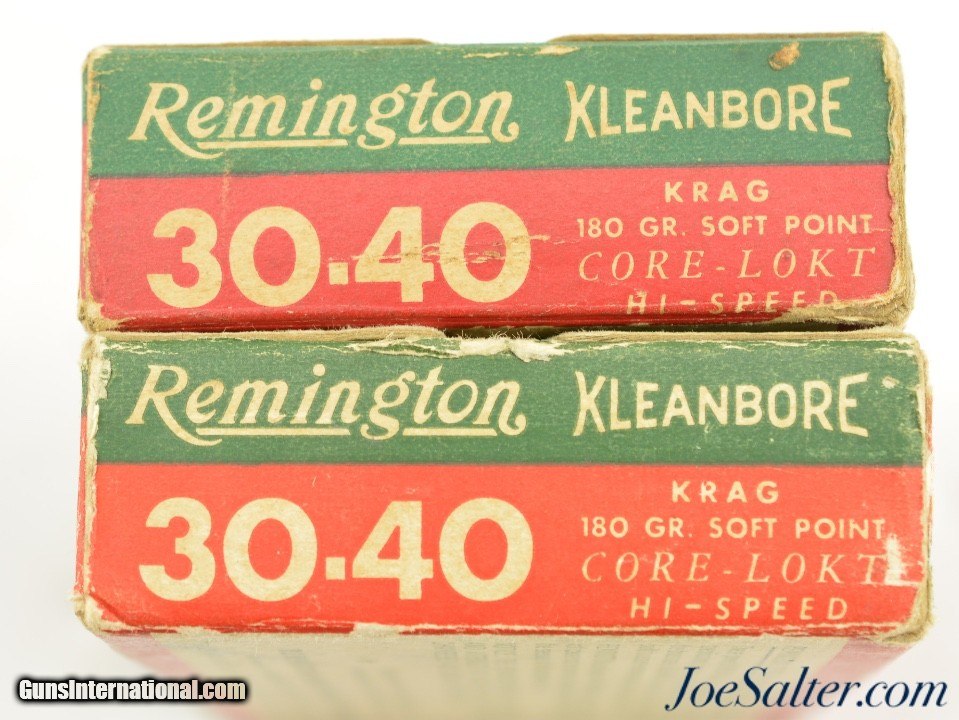 Remington KLEANBORE
30-40
KRAG
180 GR. SOFT POINT
CORE-LOKT
HI-SPEED
Remington KLEANBORE
30-40
KRAG
180 GR. SOFT POINT
CORE-LOKT
HI-SPEED
GunsInternational.com
JoeSalter.com